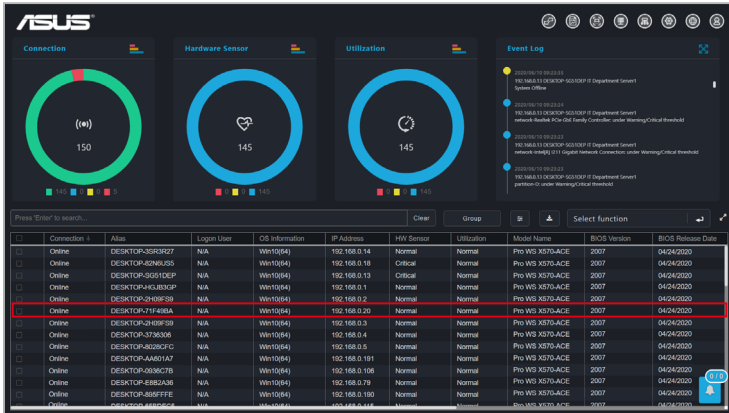 ASUS
Connection
Hardware Sensor
Utilization
Event Log
150
145 0 0 5
145
0 0 145
145
0 0 145
2020/06/10 09:23:33
192.168.0.13 DESKTOP-SG51DEP IT Department Server1
System Offline
2020/06/10 09:23:24
192.168.0.13 DESKTOP-SG51DEP IT Department Server1
network-Realtek PCIe GbE Family Controller: under Warning/Critical threshold
2020/06/10 09:23:23
192.168.0.13 DESKTOP-SG51DEP IT Department Server1
network-Intel(R) I211 Gigabit Network Connection: under Warning/Critical threshold
2020/06/10 09:23:23
192.168.0.13 DESKTOP-SG51DEP IT Department Server1
partition-D: under Warning/Critical threshold
Press 'Enter' to search... Clear Group Select function
Connection Alias Logon User OS Information IP Address HW Sensor Utilization Model Name BIOS Version BIOS Release Date
Online DESKTOP-3SR3R27 N/A Win10(64) 192.168.0.14 Normal Normal Pro WS X570-ACE 2007 04/24/2020
Online DESKTOP-82N6US5 N/A Win10(64) 192.168.0.18 Critical Normal Pro WS X570-ACE 2007 04/24/2020
Online DESKTOP-SG51DEP N/A Win10(64) 192.168.0.13 Critical Normal Pro WS X570-ACE 2007 04/24/2020
Online DESKTOP-HGJB3GP N/A Win10(64) 192.168.0.1 Normal Normal Pro WS X570-ACE 2007 04/24/2020
Online DESKTOP-2H09FS8 N/A Win10(64) 192.168.0.2 Normal Normal Pro WS X570-ACE 2007 04/24/2020
Online DESKTOP-71F49BA N/A Win10(64) 192.168.0.20 Normal Normal Pro WS X570-ACE 2007 04/24/2020
Online DESKTOP-2H09FS9 N/A Win10(64) 192.168.0.3 Normal Normal Pro WS X570-ACE 2007 04/24/2020
Online DESKTOP-3736306 N/A Win10(64) 192.168.0.4 Normal Normal Pro WS X570-ACE 2007 04/24/2020
Online DESKTOP-8028CFC N/A Win10(64) 192.168.0.5 Normal Normal Pro WS X570-ACE 2007 04/24/2020
Online DESKTOP-AA601A7 N/A Win10(64) 192.168.0.191 Normal Normal Pro WS X570-ACE 2007 04/24/2020
Online DESKTOP-0936C7B N/A Win10(64) 192.168.0.106 Normal Normal Pro WS X570-ACE 2007 04/24/2020
Online DESKTOP-E8B2A36 N/A Win10(64) 192.168.0.79 Normal Normal Pro WS X570-ACE 2007 04/24/2020
Online DESKTOP-895FFFE N/A Win10(64) 192.168.0.190 Normal Normal Pro WS X570-ACE 2007 04/24/2020
0/0